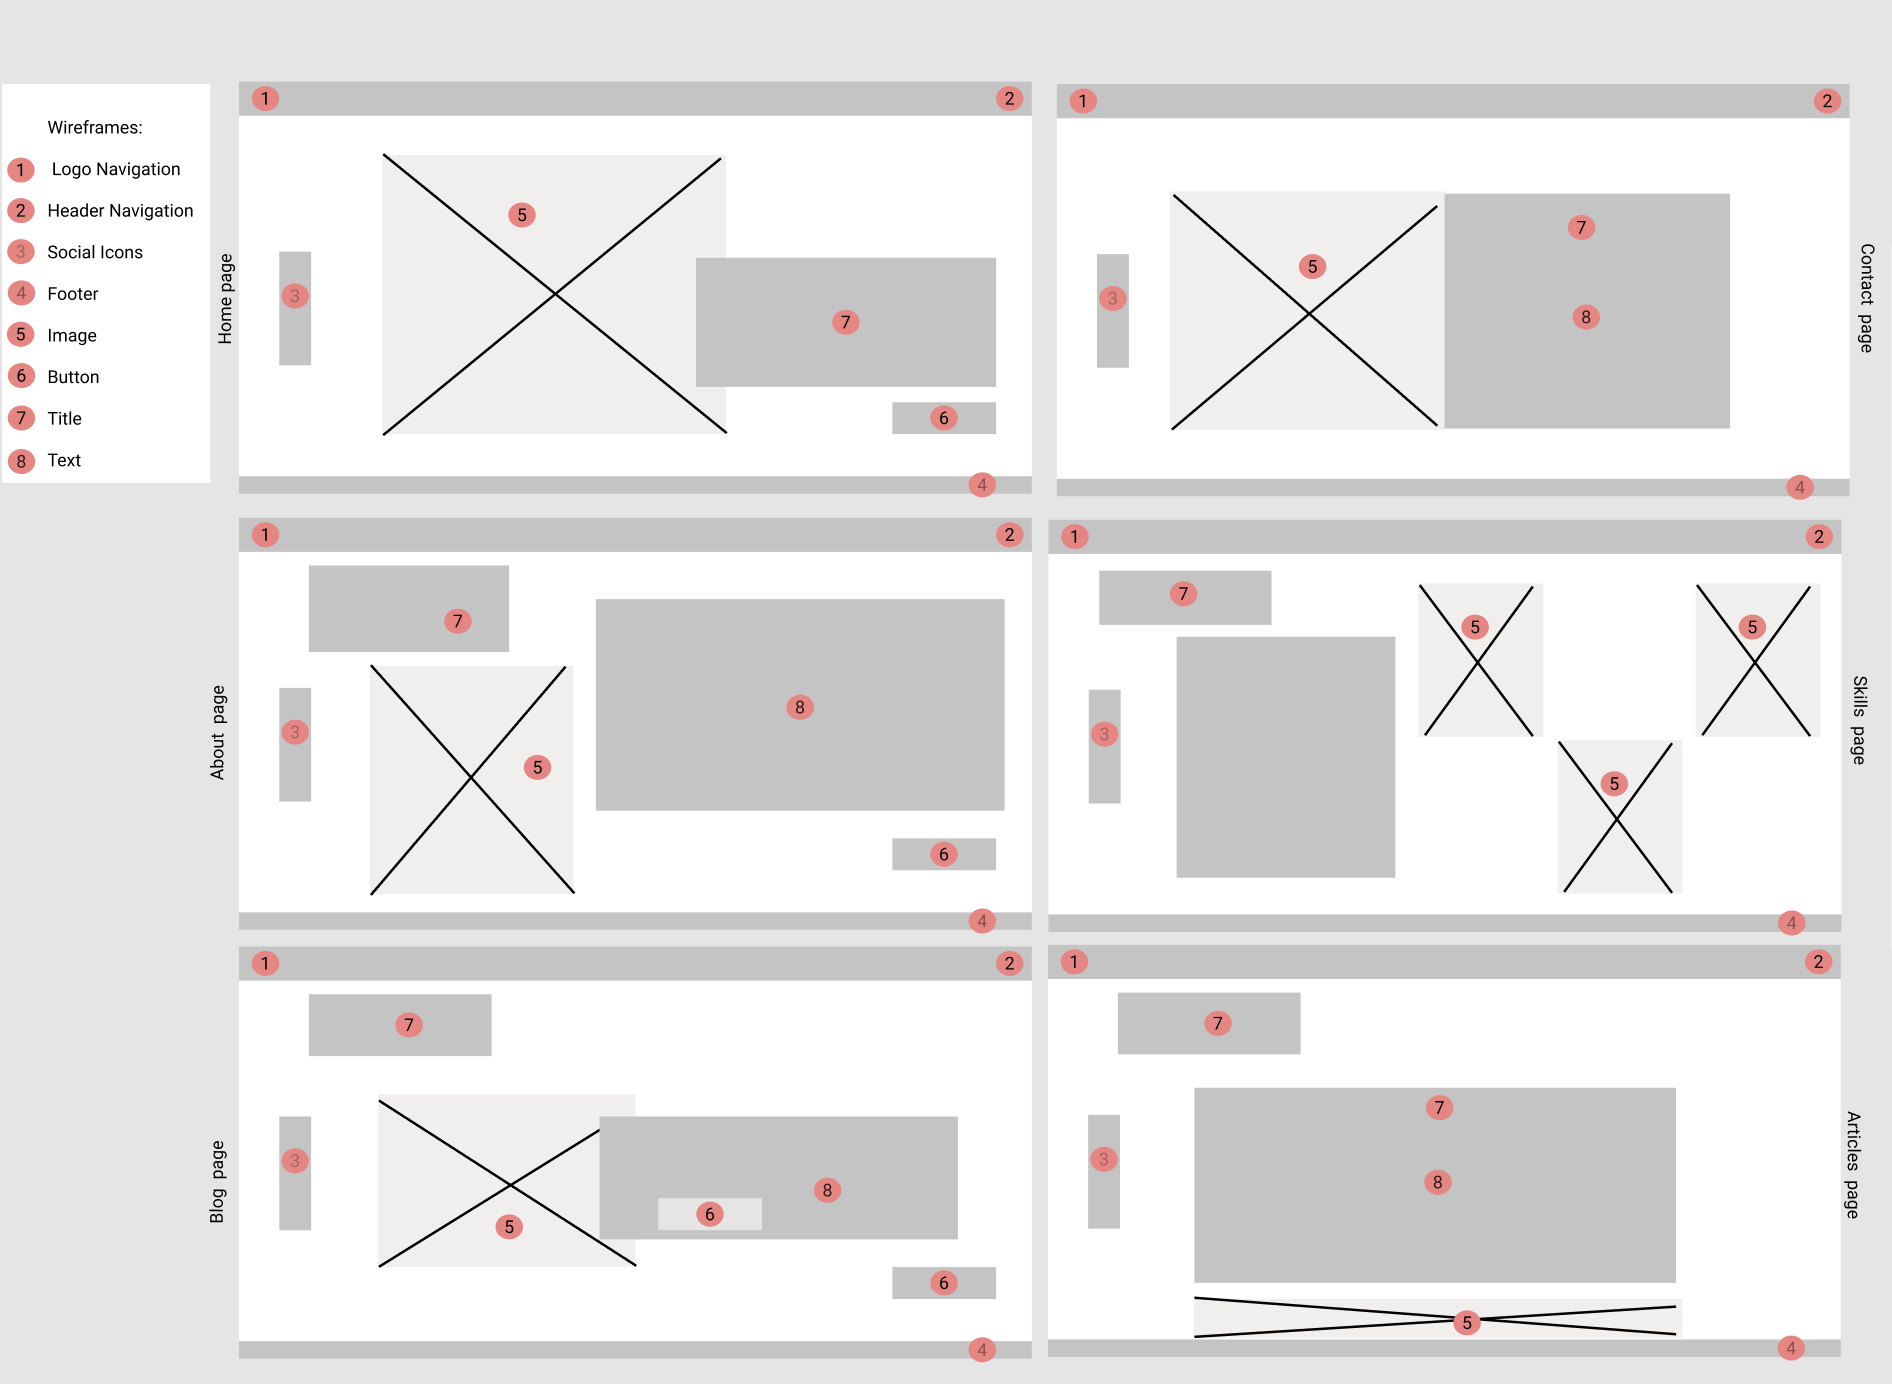 Wireframes:
1 Logo Navigation
2 Header Navigation
3 Social Icons
4 Footer
5 Image
6 Button
7 Title
8 Text
Home page
1 2
5
3
7
6
4
Contact page
1 2
7
5
3
8
4
About page
1 2
7
8
3
5
6
4
Skills page
1 2
7
5 5
3
5
4
Blog page
1 2
7
3
8
6
5
6
4
Articles page
1 2
7
7
3
8
5
4